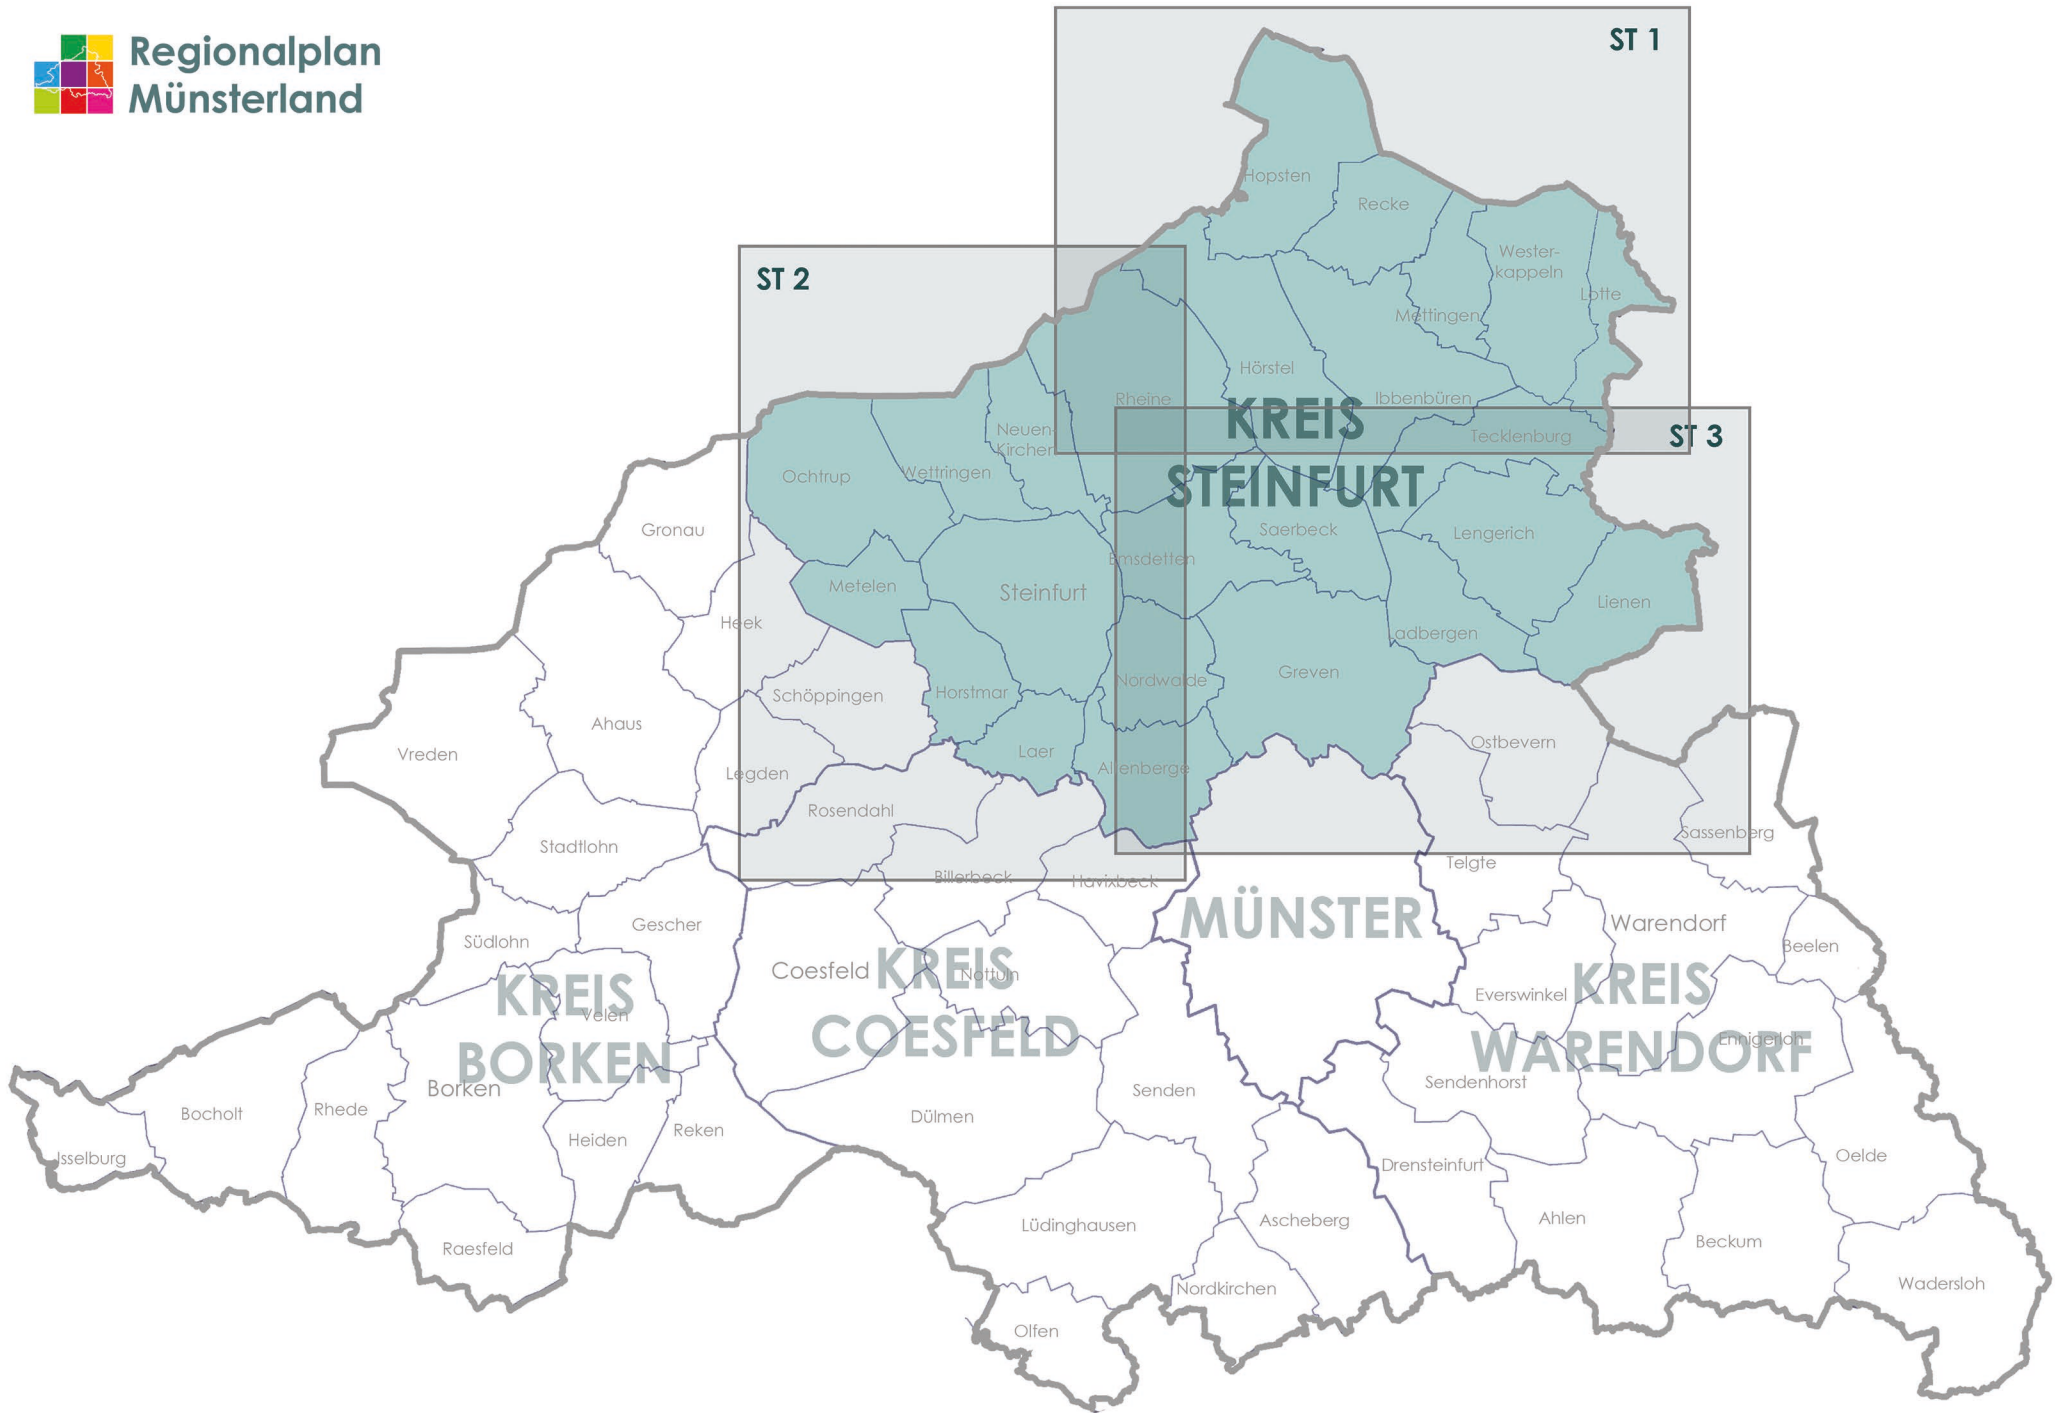 Regionalplan
Münsterland
ST 1
Hopsten
Recke
Wester-
kappeln
Lotte
ST 2
Mettingen
Hörstel
Ibbenbüren
Rheine
KREIS
STEINFURT
Tecklenburg
ST 3
Neuen-
Kirchen
Wettringen
Ochtrup
Gronau
Saerbeck
Lengerich
Emsdetten
Metelen
Steinfurt
Lienen
Heek
Ladbergen
Greven
Nordwalde
Horstmar
Schöppingen
Ahaus
Vreden
Ostbevern
Laer
Altenberge
Legden
Rosendahl
Sassenberg
Stadtlohn
Telgte
Billerbeck
Havixbeck
MÜNSTER
Warendorf
Beelen
Gescher
Südlohn
Coesfeld
Nottuln
KREIS
COESFELD
KREIS
BORKEN
Velen
Borken
Everswinkel
KREIS
WARENDORF
Ennigerloh
Sendenhorst
Senden
Dülmen
Bocholt
Rhede
Heiden
Reken
Isselburg
Drensteinfurt
Oelde
Lüdinghausen
Ascheberg
Ahlen
Beckum
Raesfeld
Nordkirchen
Wadersloh
Olfen